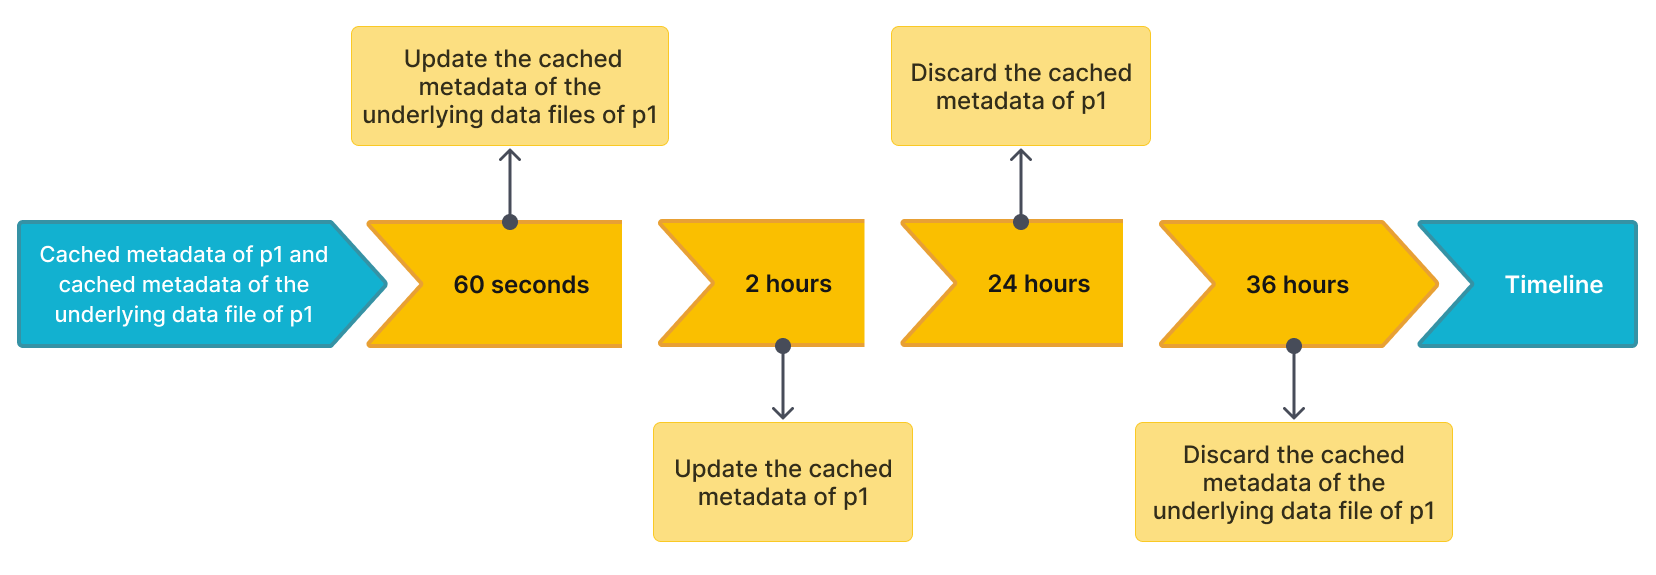 Update the cached
metadata of the
underlying data files of p1
Discard the cached
metadata of p1
Cached metadata of p1 and
cached metadata of the
underlying data file of p1
60 seconds
2 hours
24 hours
36 hours
Timeline
Update the cached
metadata of p1
Discard the cached
metadata of the
underlying data file of p1